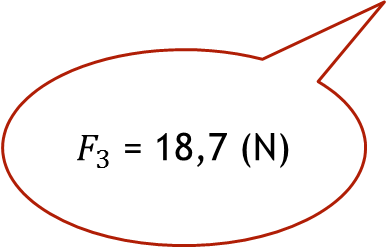 F₃ = 18,7 (N)